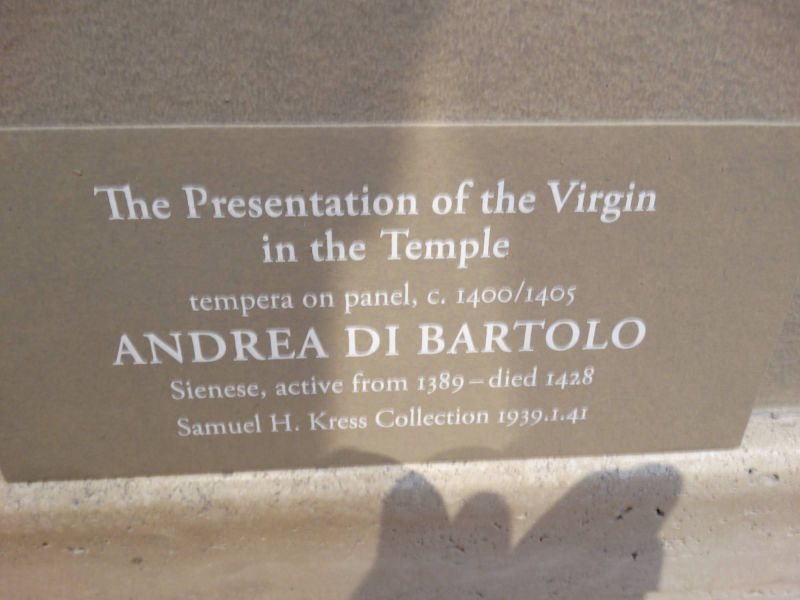 The Presentation of the Virgin
in the Temple
tempera on panel, c. 1400/1405
ANDREA DI BARTOLO
Sienese, active from 1389 – died 1428
Samuel H. Kress Collection 1939.1.41